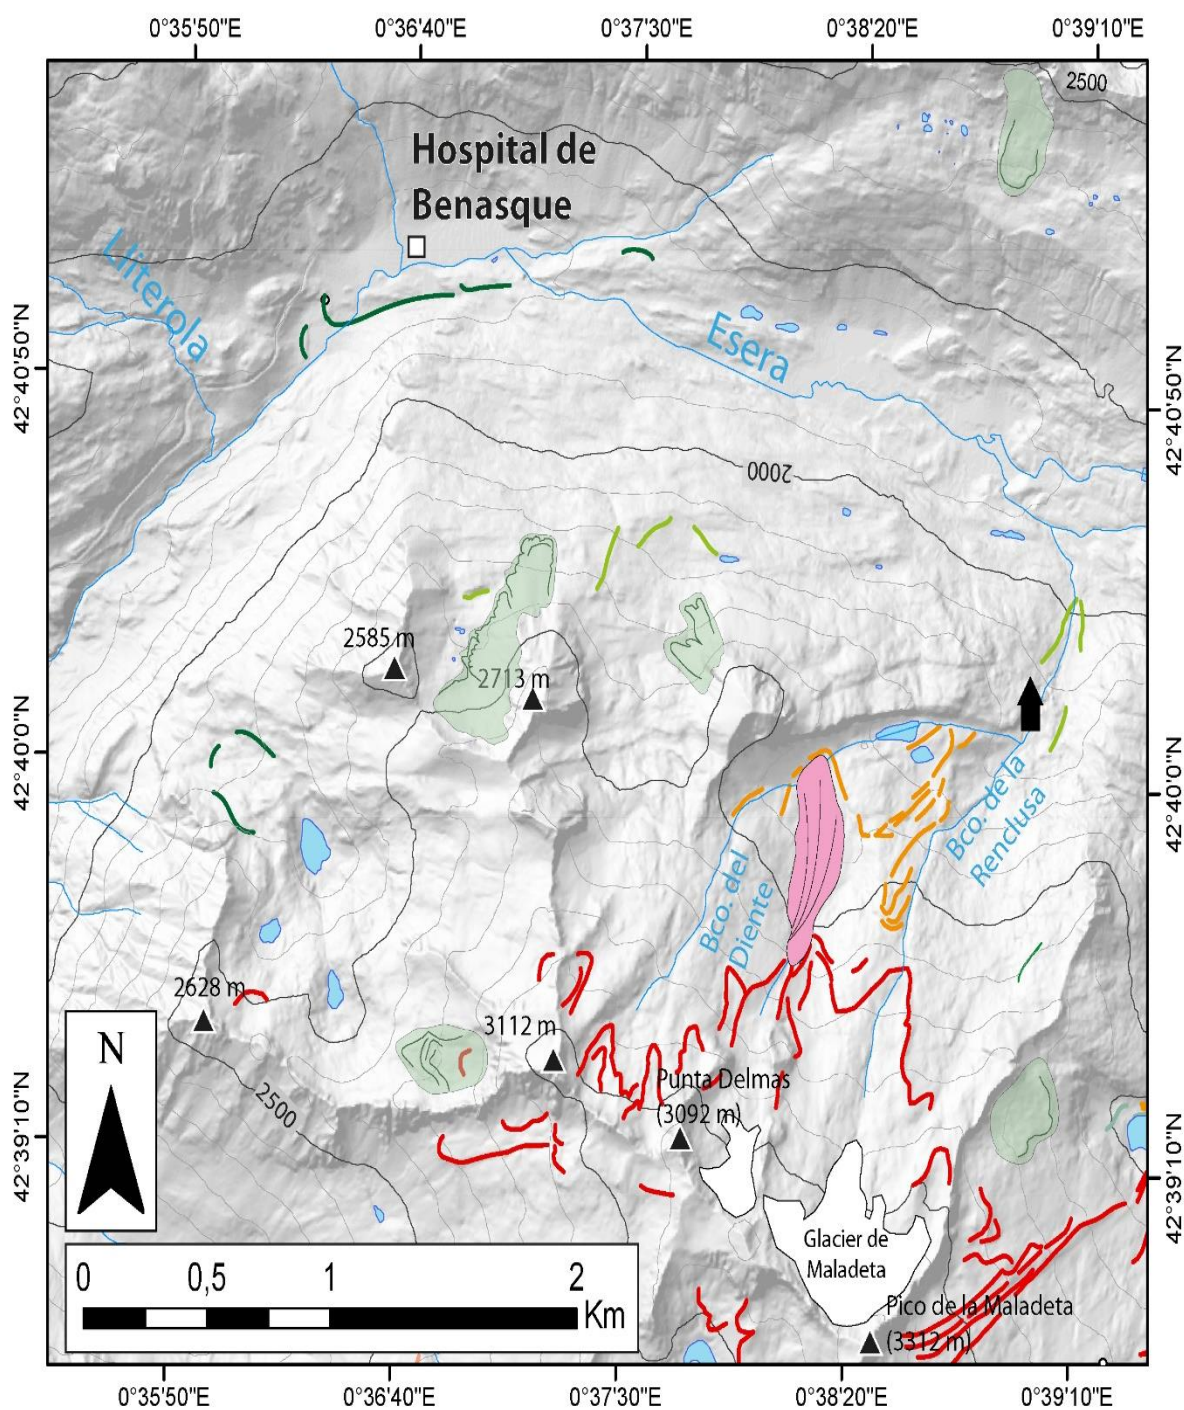 0°35'50"E
0°36'40"E
0°37'30"E
0°38'20"E
0°39'10"E
2500
Hospital de
Benasque
Lliterola
Esera
42°40'50"N
42°40'50"N
2000
2585 m
2713 m
42°40'0"N
42°40'0"N
Bco. de la
Renclusa
Bco. del
Diente
2628 m
3112 m
N
2500
Punta Delmas
(3092 m)
42°39'10"N
42°39'10"N
Glacier de
Maladeta
0
0,5
1
2
Km
Pico de la Maladeta
(3312 m)
0°35'50"E
0°36'40"E
0°37'30"E
0°38'20"E
0°39'10"E